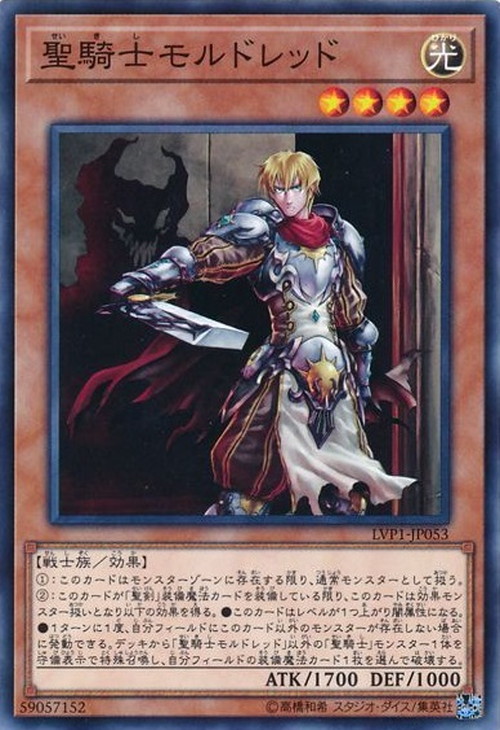 聖騎士モルドレッド
光
LVP1-JP053
【戦士族／効果】
①：このカードはモンスターゾーンに存在する限り、通常モンスターとして扱う。
②：このカードが「聖剣」装備魔法カードを装備している限り、このカードは効果モン
スター扱いとなり以下の効果を得る。●このカードはレベルが１つ上がり闇属性になる。
●１ターンに１度、自分フィールドにこのカード以外のモンスターが存在しない場合
に発動できる。デッキから「聖騎士モルドレッド」以外の「聖騎士」モンスター１体を
守備表示で特殊召喚し、自分フィールドの装備魔法カード１枚を選んで破壊する。
ATK/1700 DEF/1000
59057152 ©高橋和希 スタジオ・ダイス/集英社